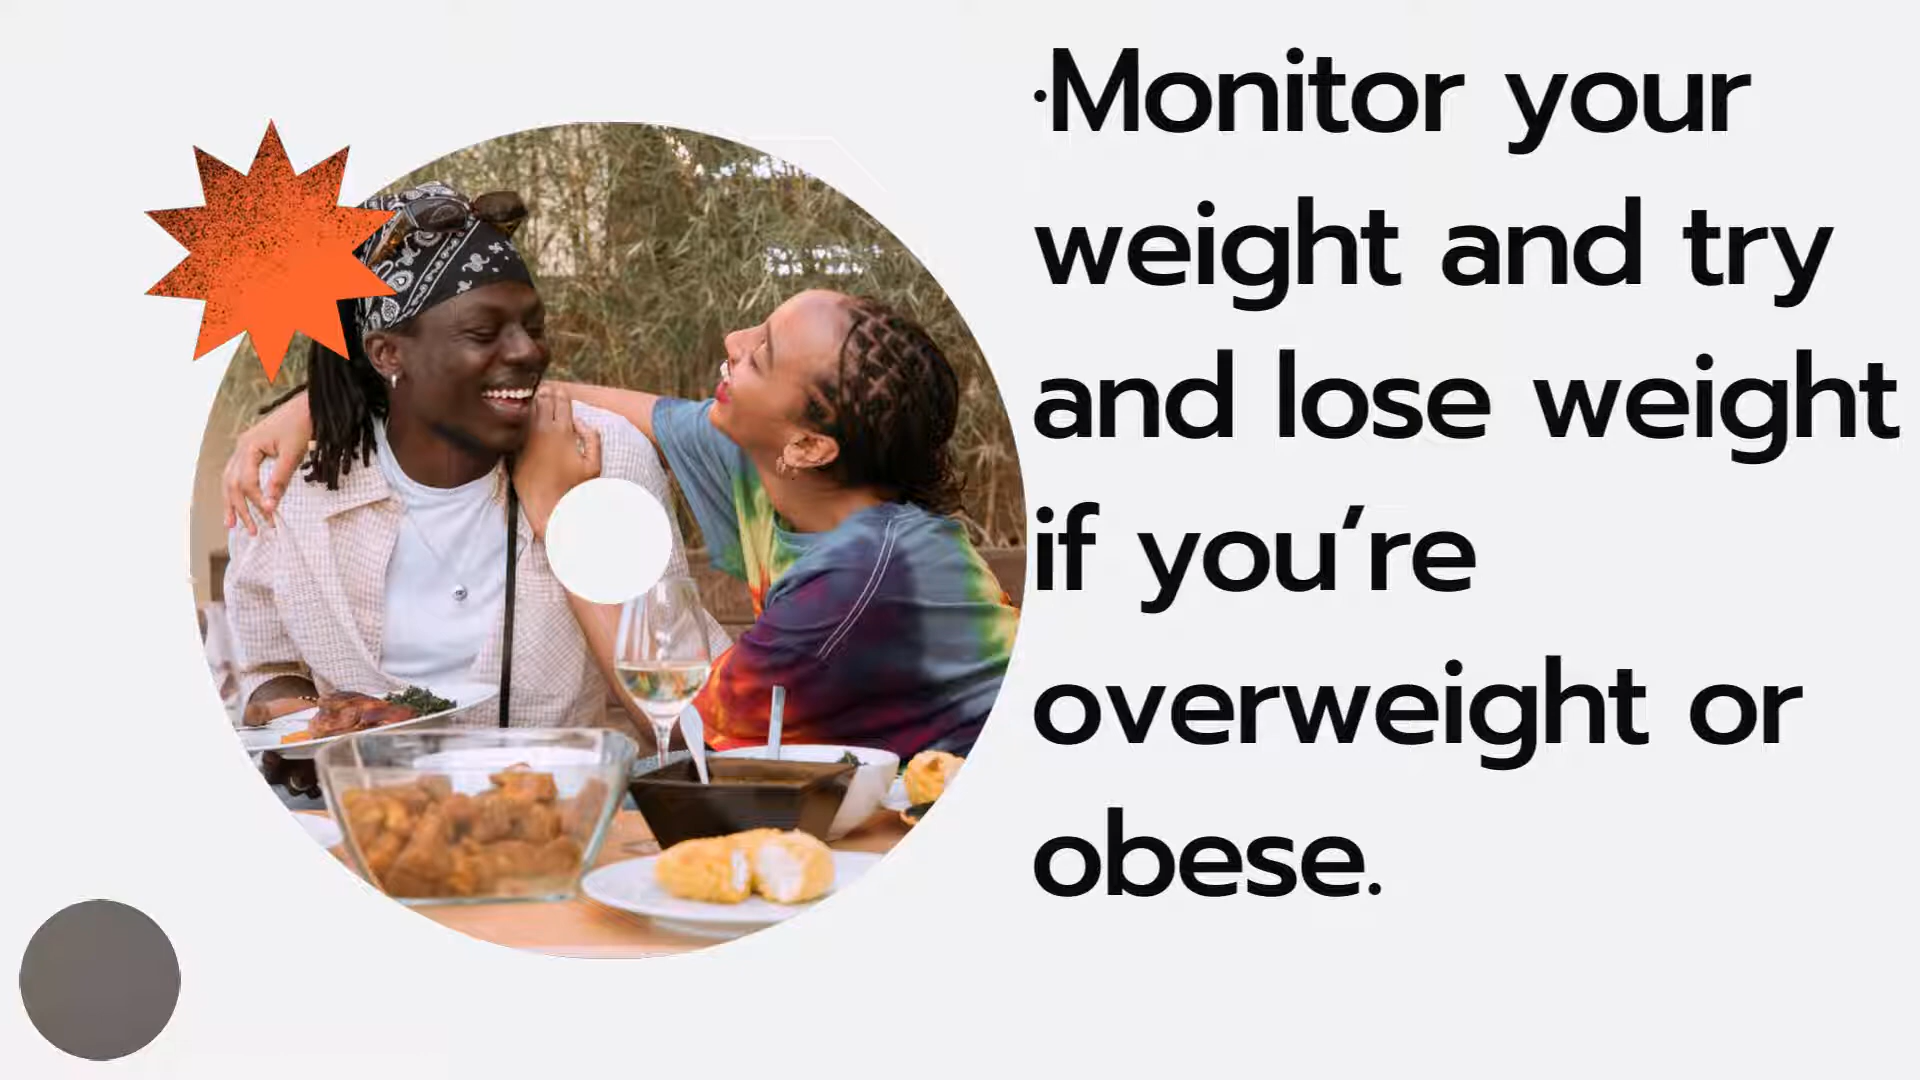 ·Monitor your
weight and try
and lose weight
if you’re
overweight or
obese.